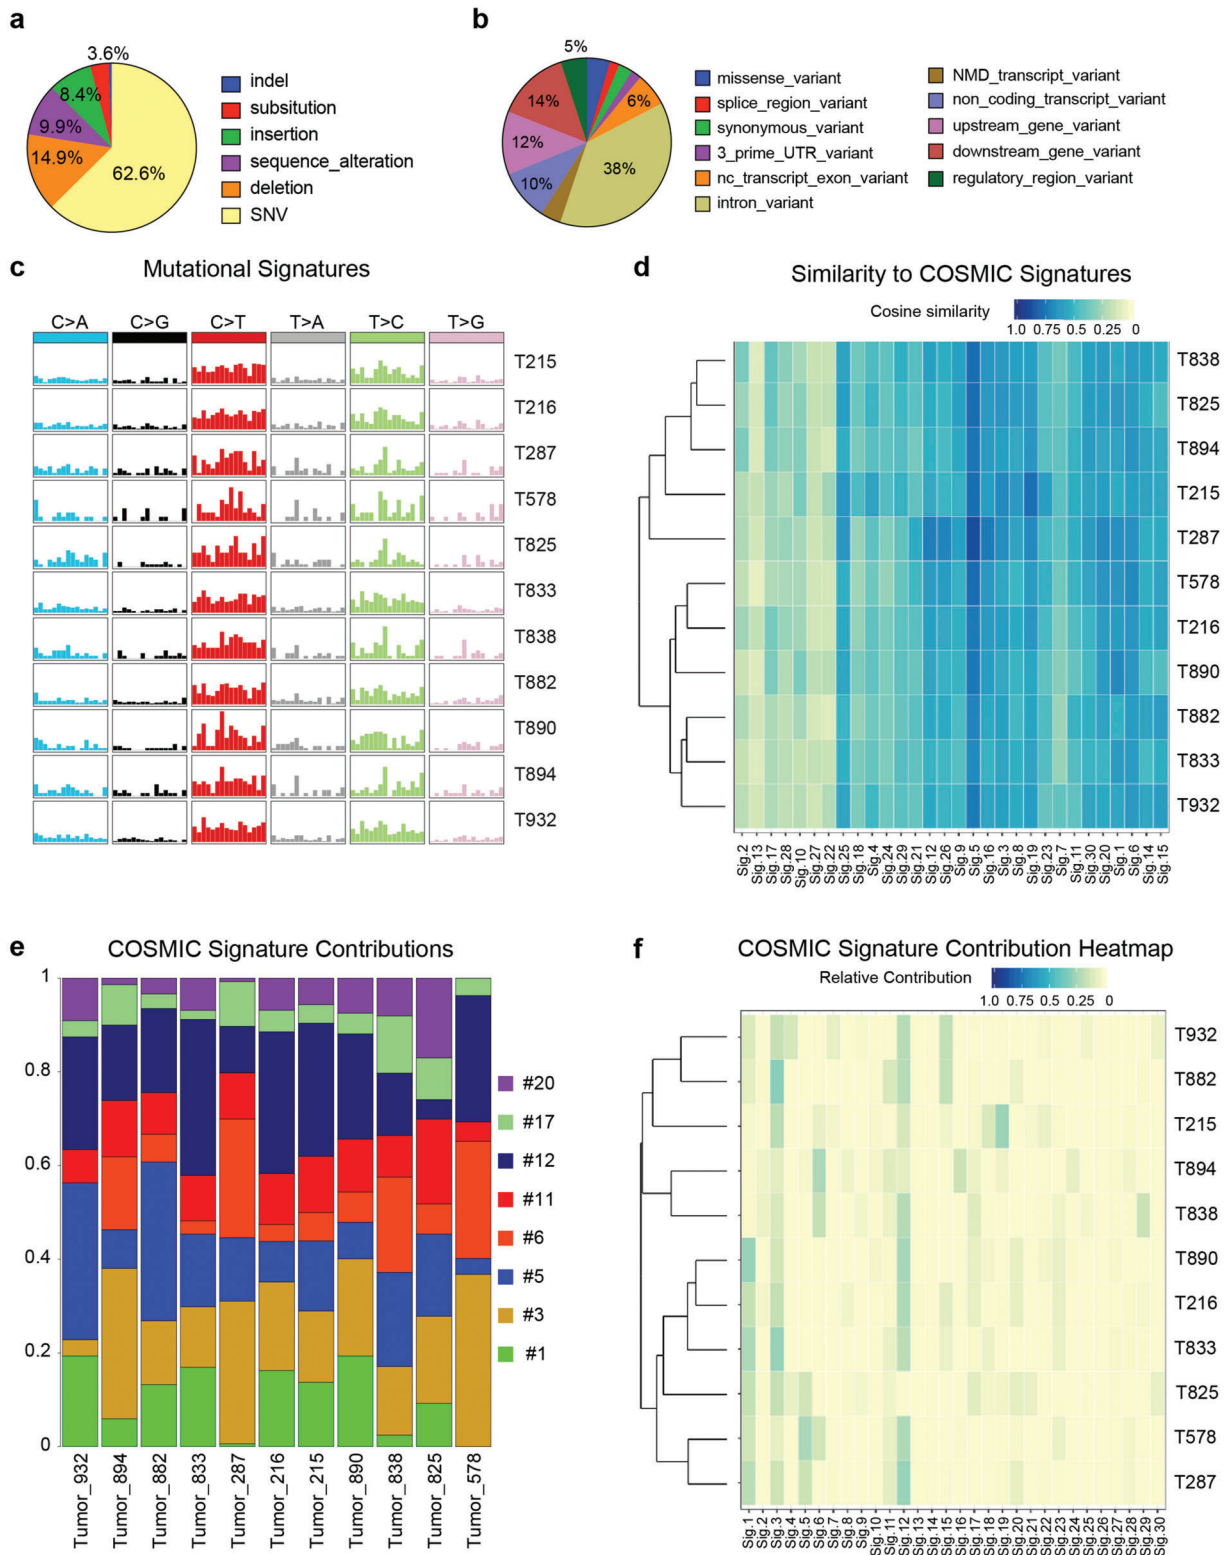 a
3.6%
8.4%
9.9%
14.9%
62.6%
indel
subsitution
insertion
sequence_alteration
deletion
SNV
b
5%
14%
6%
12%
38%
10%
missense_variant
splice_region_variant
synonymous_variant
3_prime_UTR_variant
nc_transcript_exon_variant
intron_variant
NMD_transcript_variant
non_coding_transcript_variant
upstream_gene_variant
downstream_gene_variant
regulatory_region_variant
c
Mutational Signatures
C>A C>G C>T T>A T>C T>G
T215
T216
T287
T578
T825
T833
T838
T882
T890
T894
T932
d
Similarity to COSMIC Signatures
Cosine similarity
1.0 0.75 0.5 0.25 0
T838
T825
T894
T215
T287
T578
T216
T890
T882
T833
T932
Sig.2
Sig.13
Sig.17
Sig.28
Sig.10
Sig.27
Sig.22
Sig.25
Sig.18
Sig.4
Sig.24
Sig.29
Sig.21
Sig.12
Sig.26
Sig.9
Sig.5
Sig.16
Sig.3
Sig.8
Sig.19
Sig.23
Sig.7
Sig.11
Sig.30
Sig.20
Sig.1
Sig.6
Sig.14
Sig.15
e
COSMIC Signature Contributions
1
0.8
0.6
0.4
0.2
0
#20
#17
#12
#11
#6
#5
#3
#1
Tumor_932
Tumor_894
Tumor_882
Tumor_833
Tumor_287
Tumor_216
Tumor_215
Tumor_890
Tumor_838
Tumor_825
Tumor_578
f
COSMIC Signature Contribution Heatmap
Relative Contribution
1.0 0.75 0.5 0.25 0
T932
T882
T215
T894
T838
T890
T216
T833
T825
T578
T287
Sig.1
Sig.2
Sig.3
Sig.4
Sig.5
Sig.6
Sig.7
Sig.8
Sig.9
Sig.10
Sig.11
Sig.12
Sig.13
Sig.14
Sig.15
Sig.16
Sig.17
Sig.18
Sig.19
Sig.20
Sig.21
Sig.22
Sig.23
Sig.24
Sig.25
Sig.26
Sig.27
Sig.28
Sig.29
Sig.30